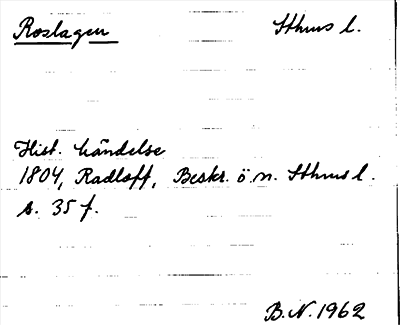 Roslagen Sthms l.
Hist. händelse
1804, Radloff, Beskr. ö. n. Sthms l.
s. 35 f.
B.N. 1962